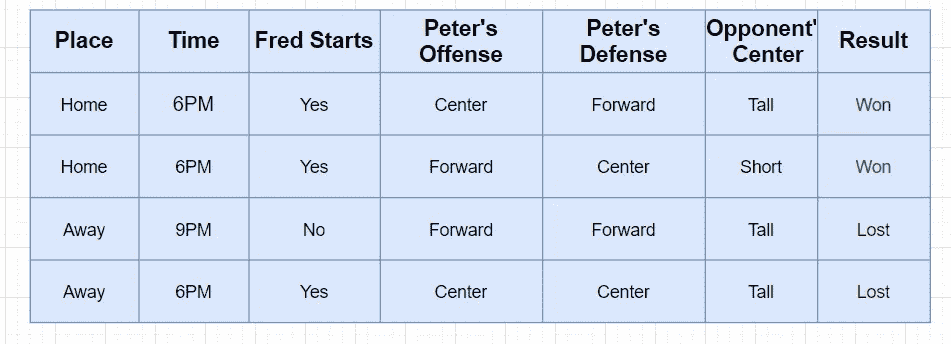 Place Time Fred Starts Peter's Offense Peter's Defense Opponent' Center Result
Home 6PM Yes Center Forward Tall Won
Home 6PM Yes Forward Center Short Won
Away 9PM No Forward Forward Tall Lost
Away 6PM Yes Center Center Tall Lost